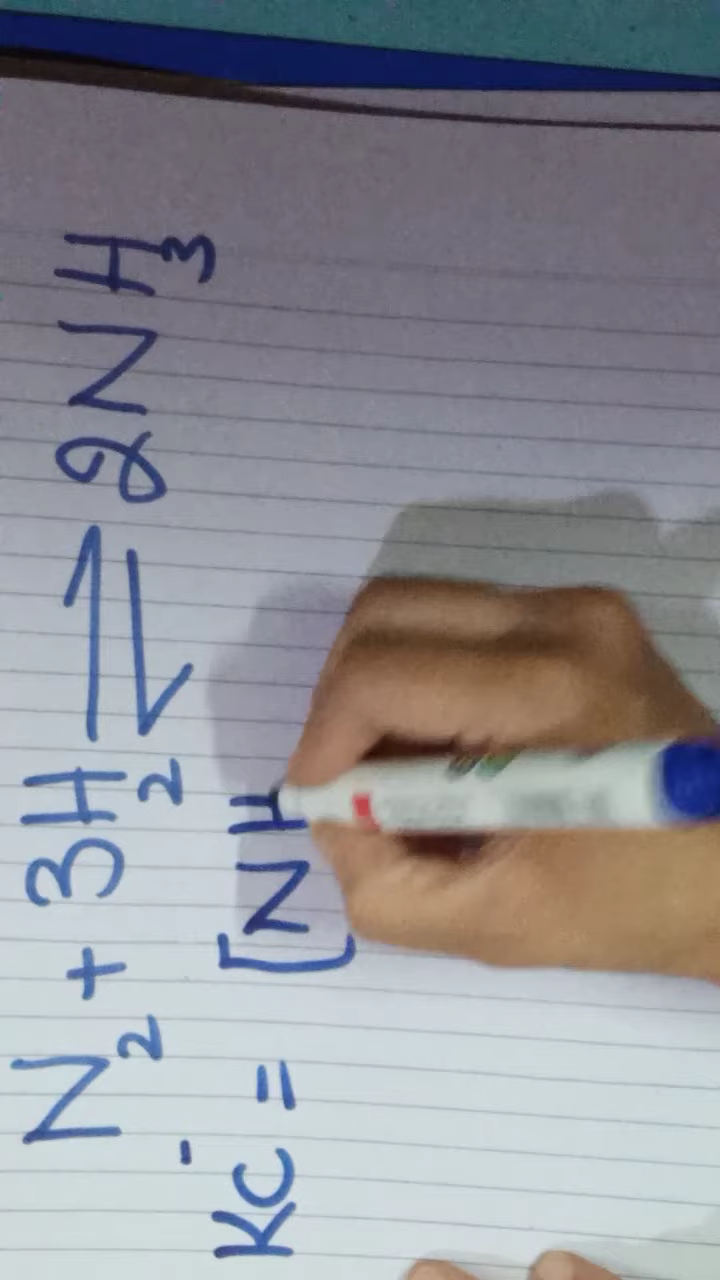 N₂ + 3H₂ ⇌ 2NH₃
Kc = [NH